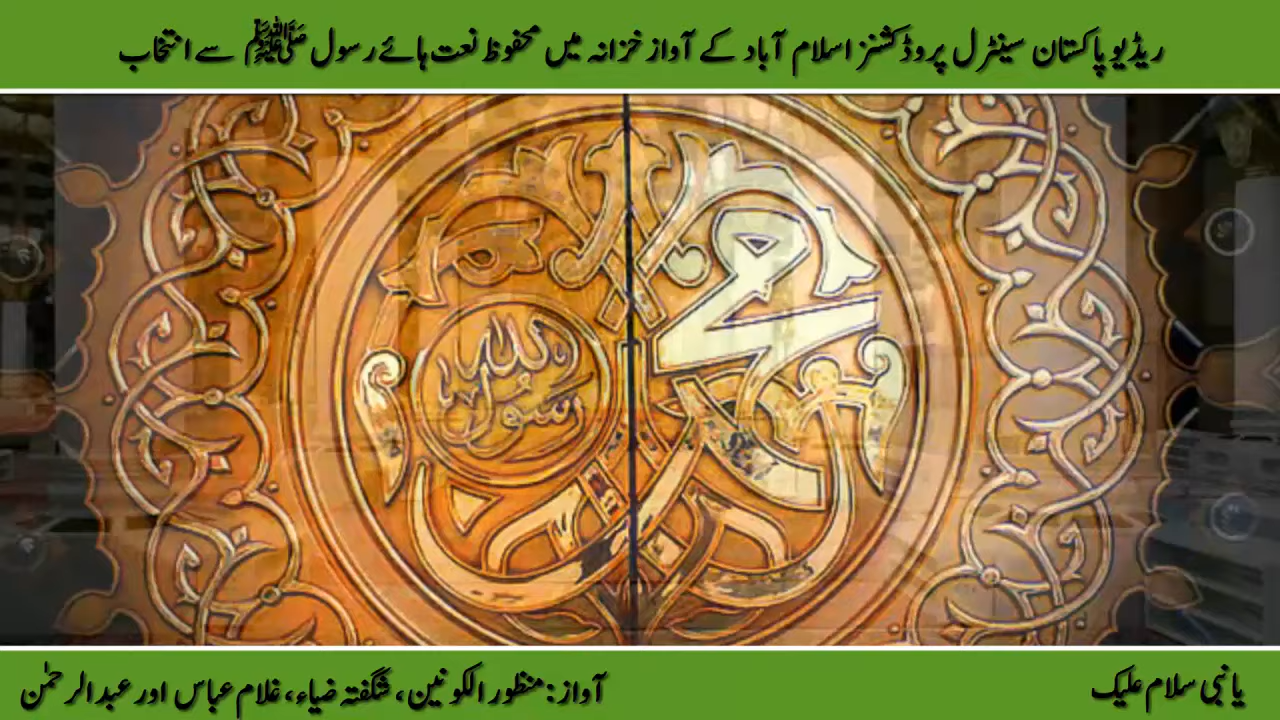 ریڈیو پاکستان سینٹرل پروڈکشنز اسلام آباد کے آواز خزانہ میں محفوظ نعت ہائے رسول ﷺ سے انتخاب
محمد
رسول الله
یا نبی سلام علیک
آواز: منظور الکونین، شگفتہ ضیاء، غلام عباس اور عبدالرحمٰن